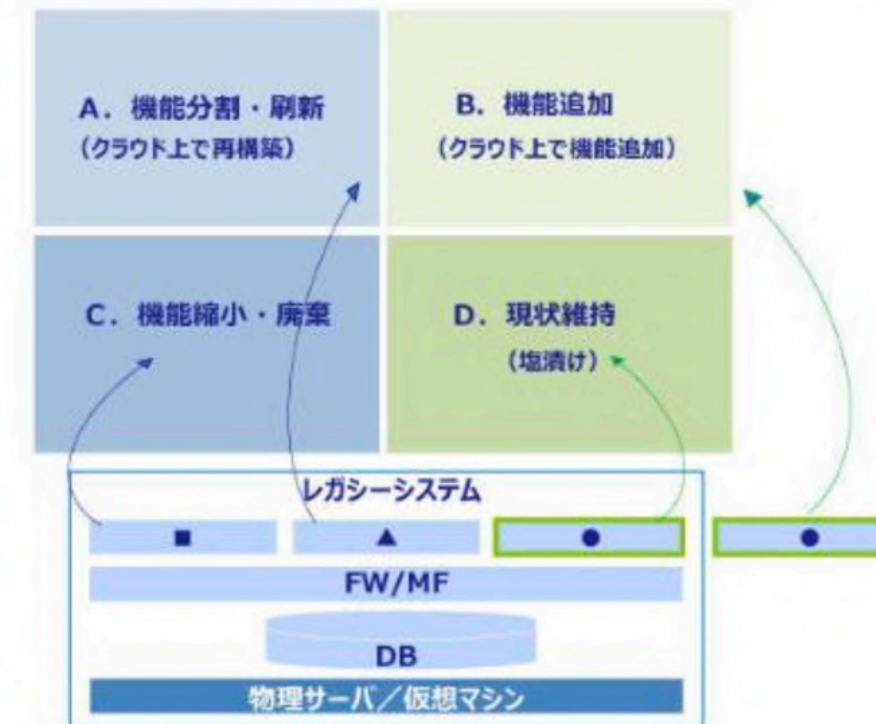 A. 機能分割・刷新
(クラウド上で再構築)
B. 機能追加
(クラウド上で機能追加)
C. 機能縮小・廃棄
D. 現状維持
(塩漬け)
レガシーシステム
■
▲
●
●
FW/MF
DB
物理サーバ／仮想マシン